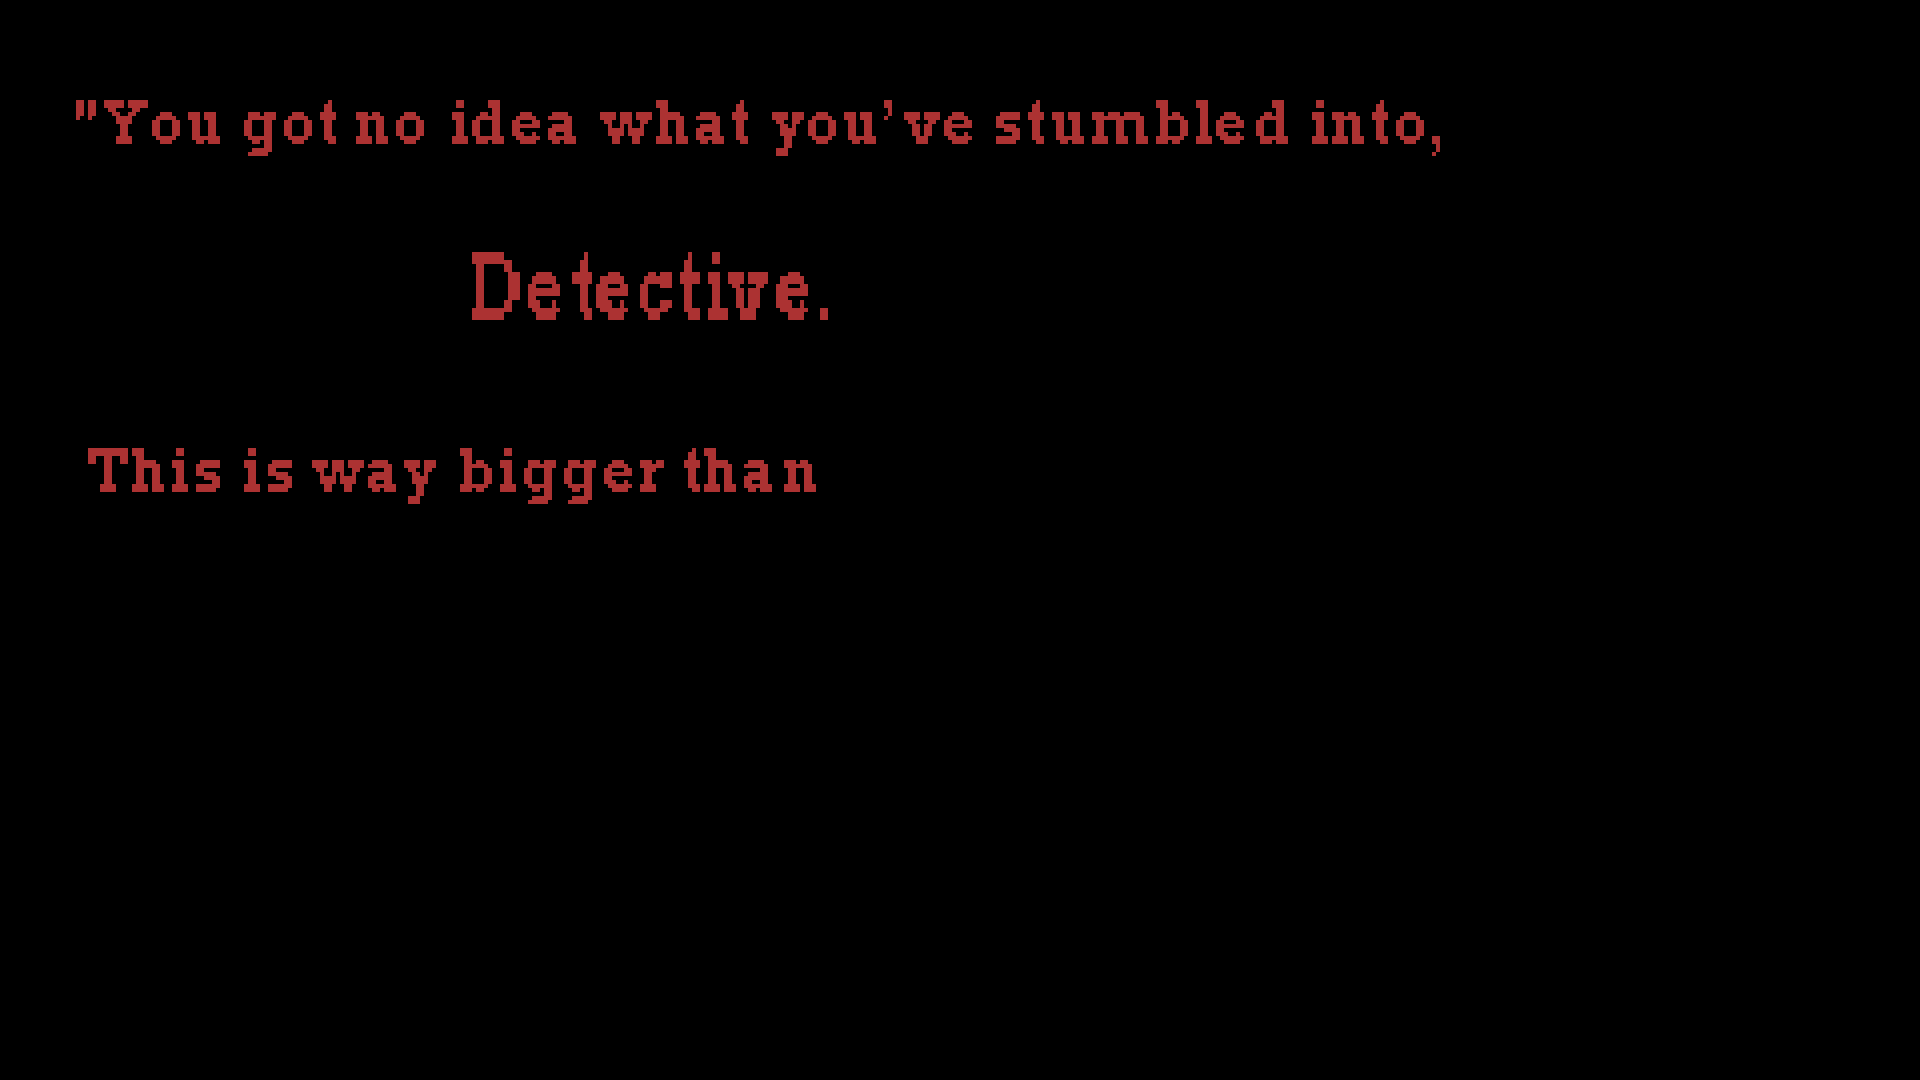 "You got no idea what you've stumbled into,
Detective.
This is way bigger than